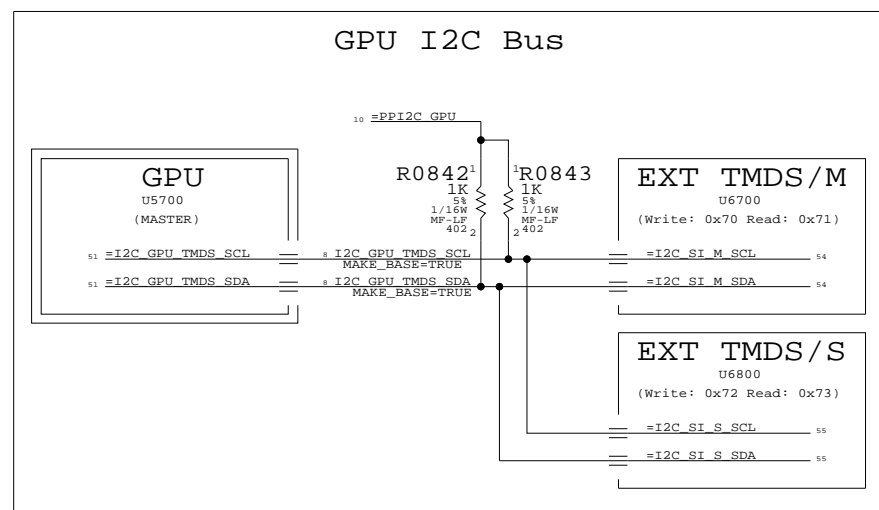 GPU I2C Bus
10 =PPI2C_GPU
GPU
U5700
(MASTER)
51 =I2C_GPU_TMDS_SCL
51 =I2C_GPU_TMDS_SDA
R0842 1
1K
5%
1/16W
MF-LF
402 2
1 R0843
1K
5%
1/16W
MF-LF
2 402
8 I2C_GPU_TMDS_SCL
MAKE_BASE=TRUE
8 I2C_GPU_TMDS_SDA
MAKE_BASE=TRUE
EXT TMDS/M
U6700
(Write: 0x70 Read: 0x71)
=I2C_SI_M_SCL 54
=I2C_SI_M_SDA 54
EXT TMDS/S
U6800
(Write: 0x72 Read: 0x73)
=I2C_SI_S_SCL 55
=I2C_SI_S_SDA 55